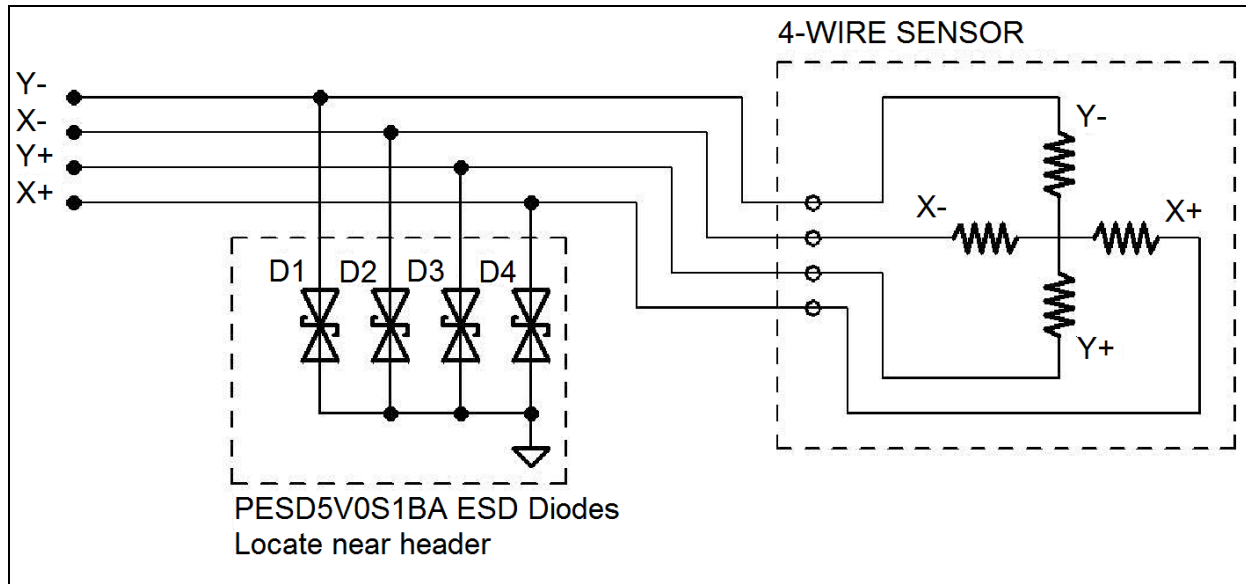 4-WIRE SENSOR
Y-
X-
Y+
X+
Y-
X-
X+
Y+
D1
D2
D3
D4
PESD5V0S1BA ESD Diodes
Locate near header